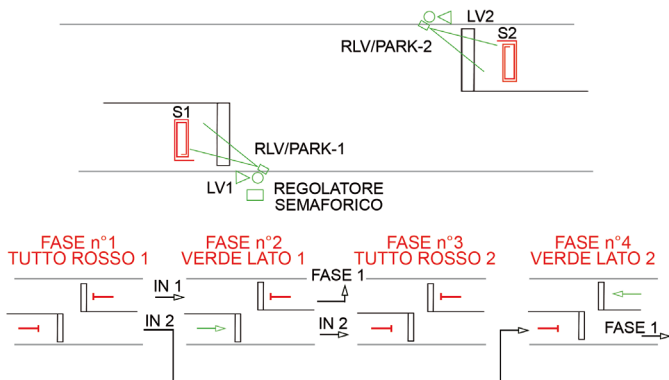 LV2
RLV/PARK-2
S2
S1
RLV/PARK-1
LV1
REGOLATORE
SEMAFORICO
FASE n°1
TUTTO ROSSO 1
FASE n°2
VERDE LATO 1
FASE n°3
TUTTO ROSSO 2
FASE n°4
VERDE LATO 2
IN 1
FASE 1
IN 2
IN 2
FASE 1